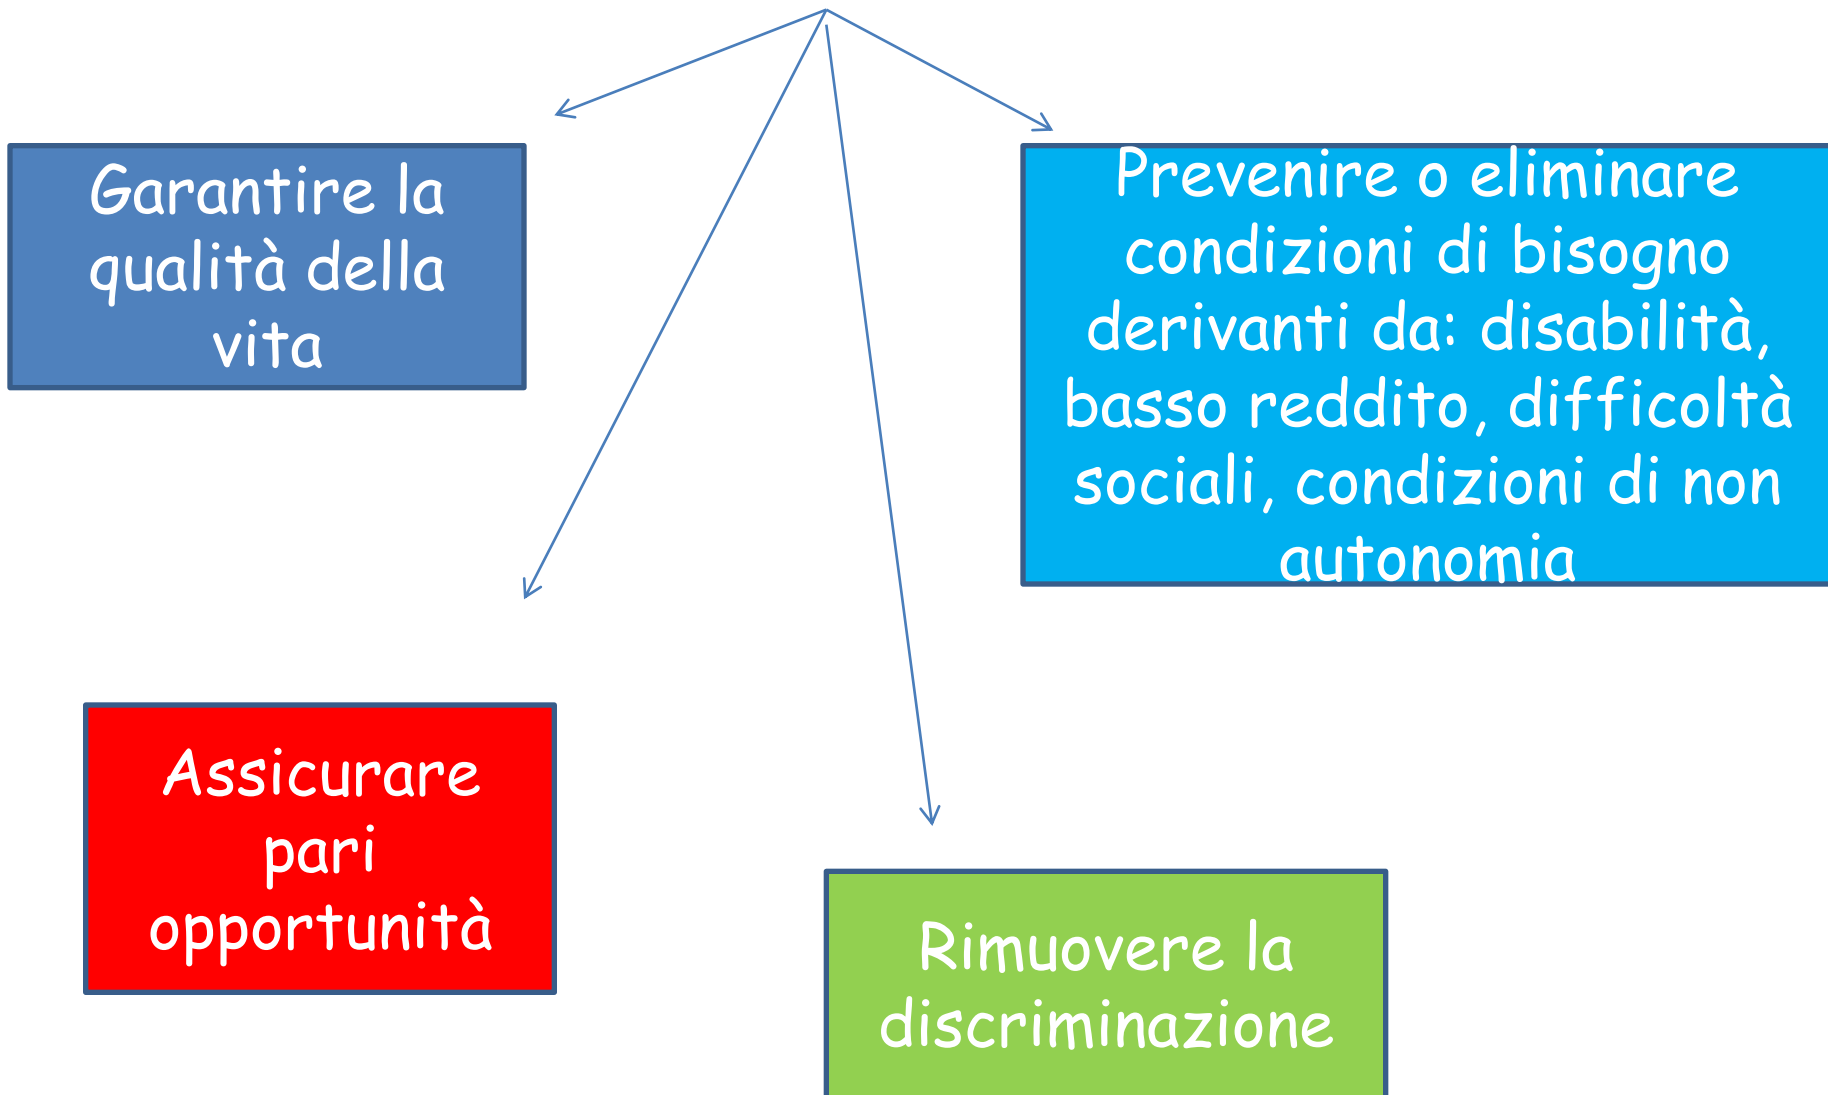 Garantire la
qualità della
vita
Prevenire o eliminare
condizioni di bisogno
derivanti da: disabilità,
basso reddito, difficoltà
sociali, condizioni di non
autonomia
Assicurare
pari
opportunità
Rimuovere la
discriminazione